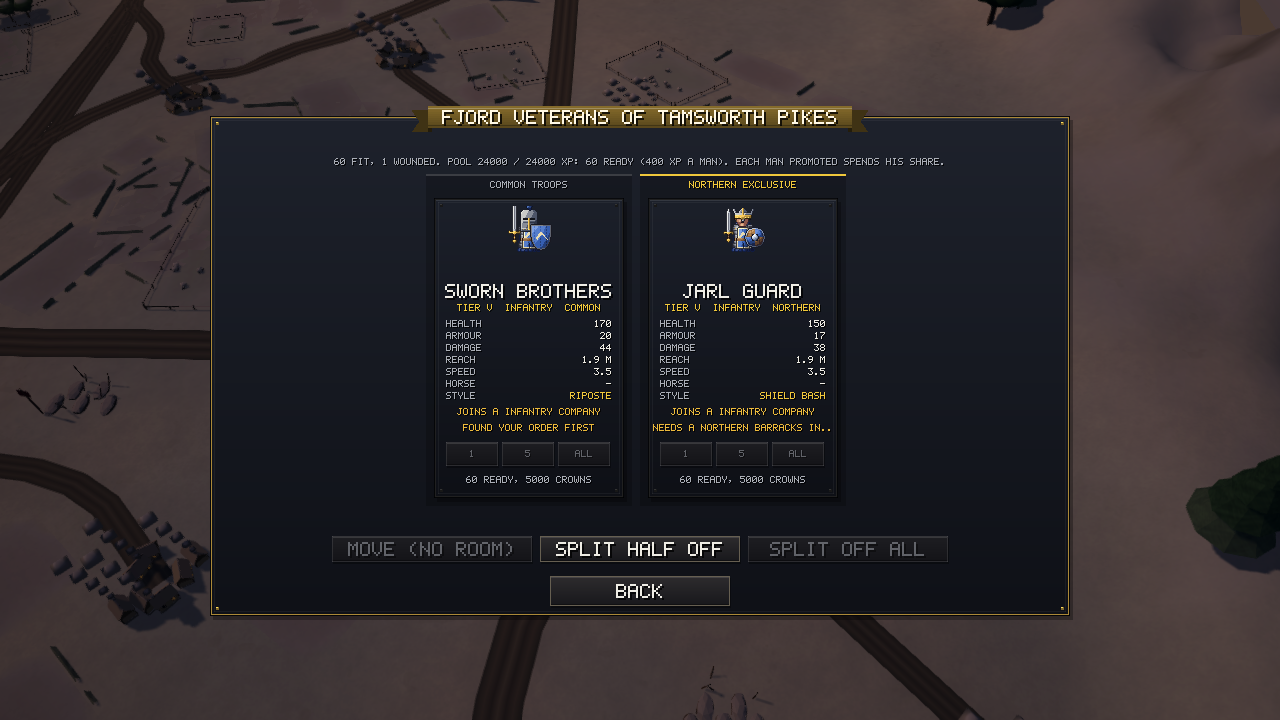 FJORD VETERANS OF TAMSWORTH PIKES
60 FIT, 1 WOUNDED. POOL 24000 / 24000 XP: 60 READY (400 XP A MAN). EACH MAN PROMOTED SPENDS HIS SHARE.
COMMON TROOPS
SWORN BROTHERS
TIER V INFANTRY COMMON
HEALTH 170
ARMOUR 20
DAMAGE 44
REACH 1.9 M
SPEED 3.5
HORSE -
STYLE RIPOSTE
JOINS A INFANTRY COMPANY
FOUND YOUR ORDER FIRST
1 5 ALL
60 READY, 5000 CROWNS
NORTHERN EXCLUSIVE
JARL GUARD
TIER V INFANTRY NORTHERN
HEALTH 150
ARMOUR 17
DAMAGE 38
REACH 1.9 M
SPEED 3.5
HORSE -
STYLE SHIELD BASH
JOINS A INFANTRY COMPANY
NEEDS A NORTHERN BARRACKS IN..
1 5 ALL
60 READY, 5000 CROWNS
MOVE (NO ROOM) SPLIT HALF OFF SPLIT OFF ALL
BACK